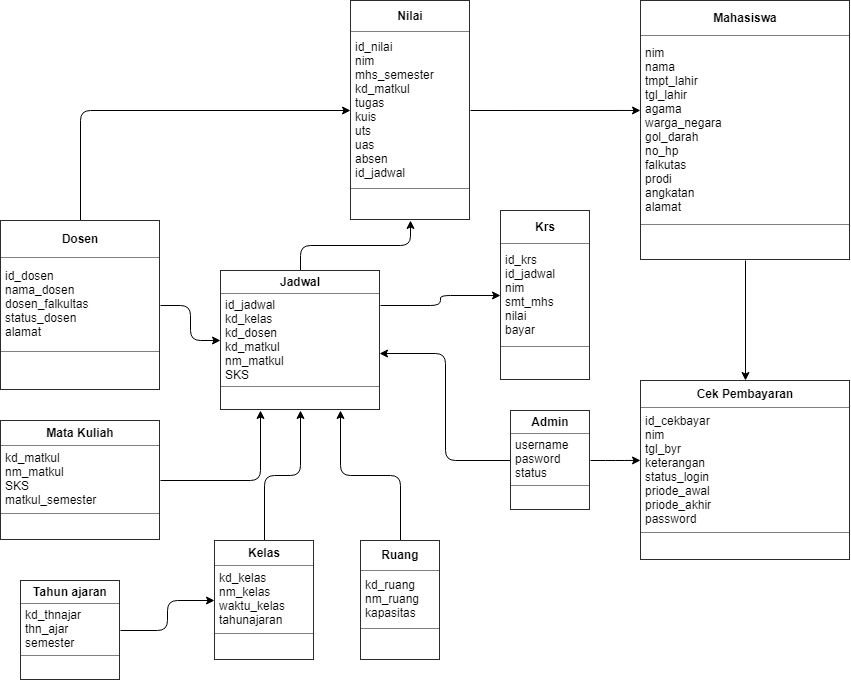 Nilai
id_nilai
nim
mhs_semester
kd_matkul
tugas
kuis
uts
uas
absen
id_jadwal
Mahasiswa
nim
nama
tmpt_lahir
tgl_lahir
agama
warga_negara
gol_darah
no_hp
falkutas
prodi
angkatan
alamat
Dosen
id_dosen
nama_dosen
dosen_falkultas
status_dosen
alamat
Jadwal
id_jadwal
kd_kelas
kd_dosen
kd_matkul
nm_matkul
SKS
Krs
id_krs
id_jadwal
nim
smt_mhs
nilai
bayar
Mata Kuliah
kd_matkul
nm_matkul
SKS
matkul_semester
Admin
username
pasword
status
Cek Pembayaran
id_cekbayar
nim
tgl_byr
keterangan
status_login
priode_awal
priode_akhir
password
Tahun ajaran
kd_thnajar
thn_ajar
semester
Kelas
kd_kelas
nm_kelas
waktu_kelas
tahunajaran
Ruang
kd_ruang
nm_ruang
kapasitas